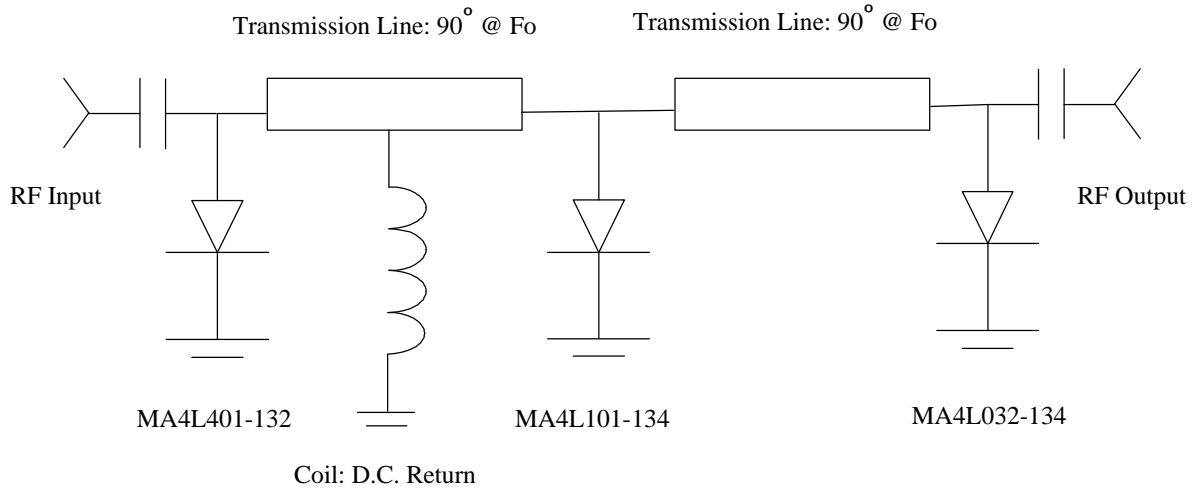 Transmission Line: 90° @ Fo
Transmission Line: 90° @ Fo
RF Input
RF Output
MA4L401-132
MA4L101-134
MA4L032-134
Coil: D.C. Return